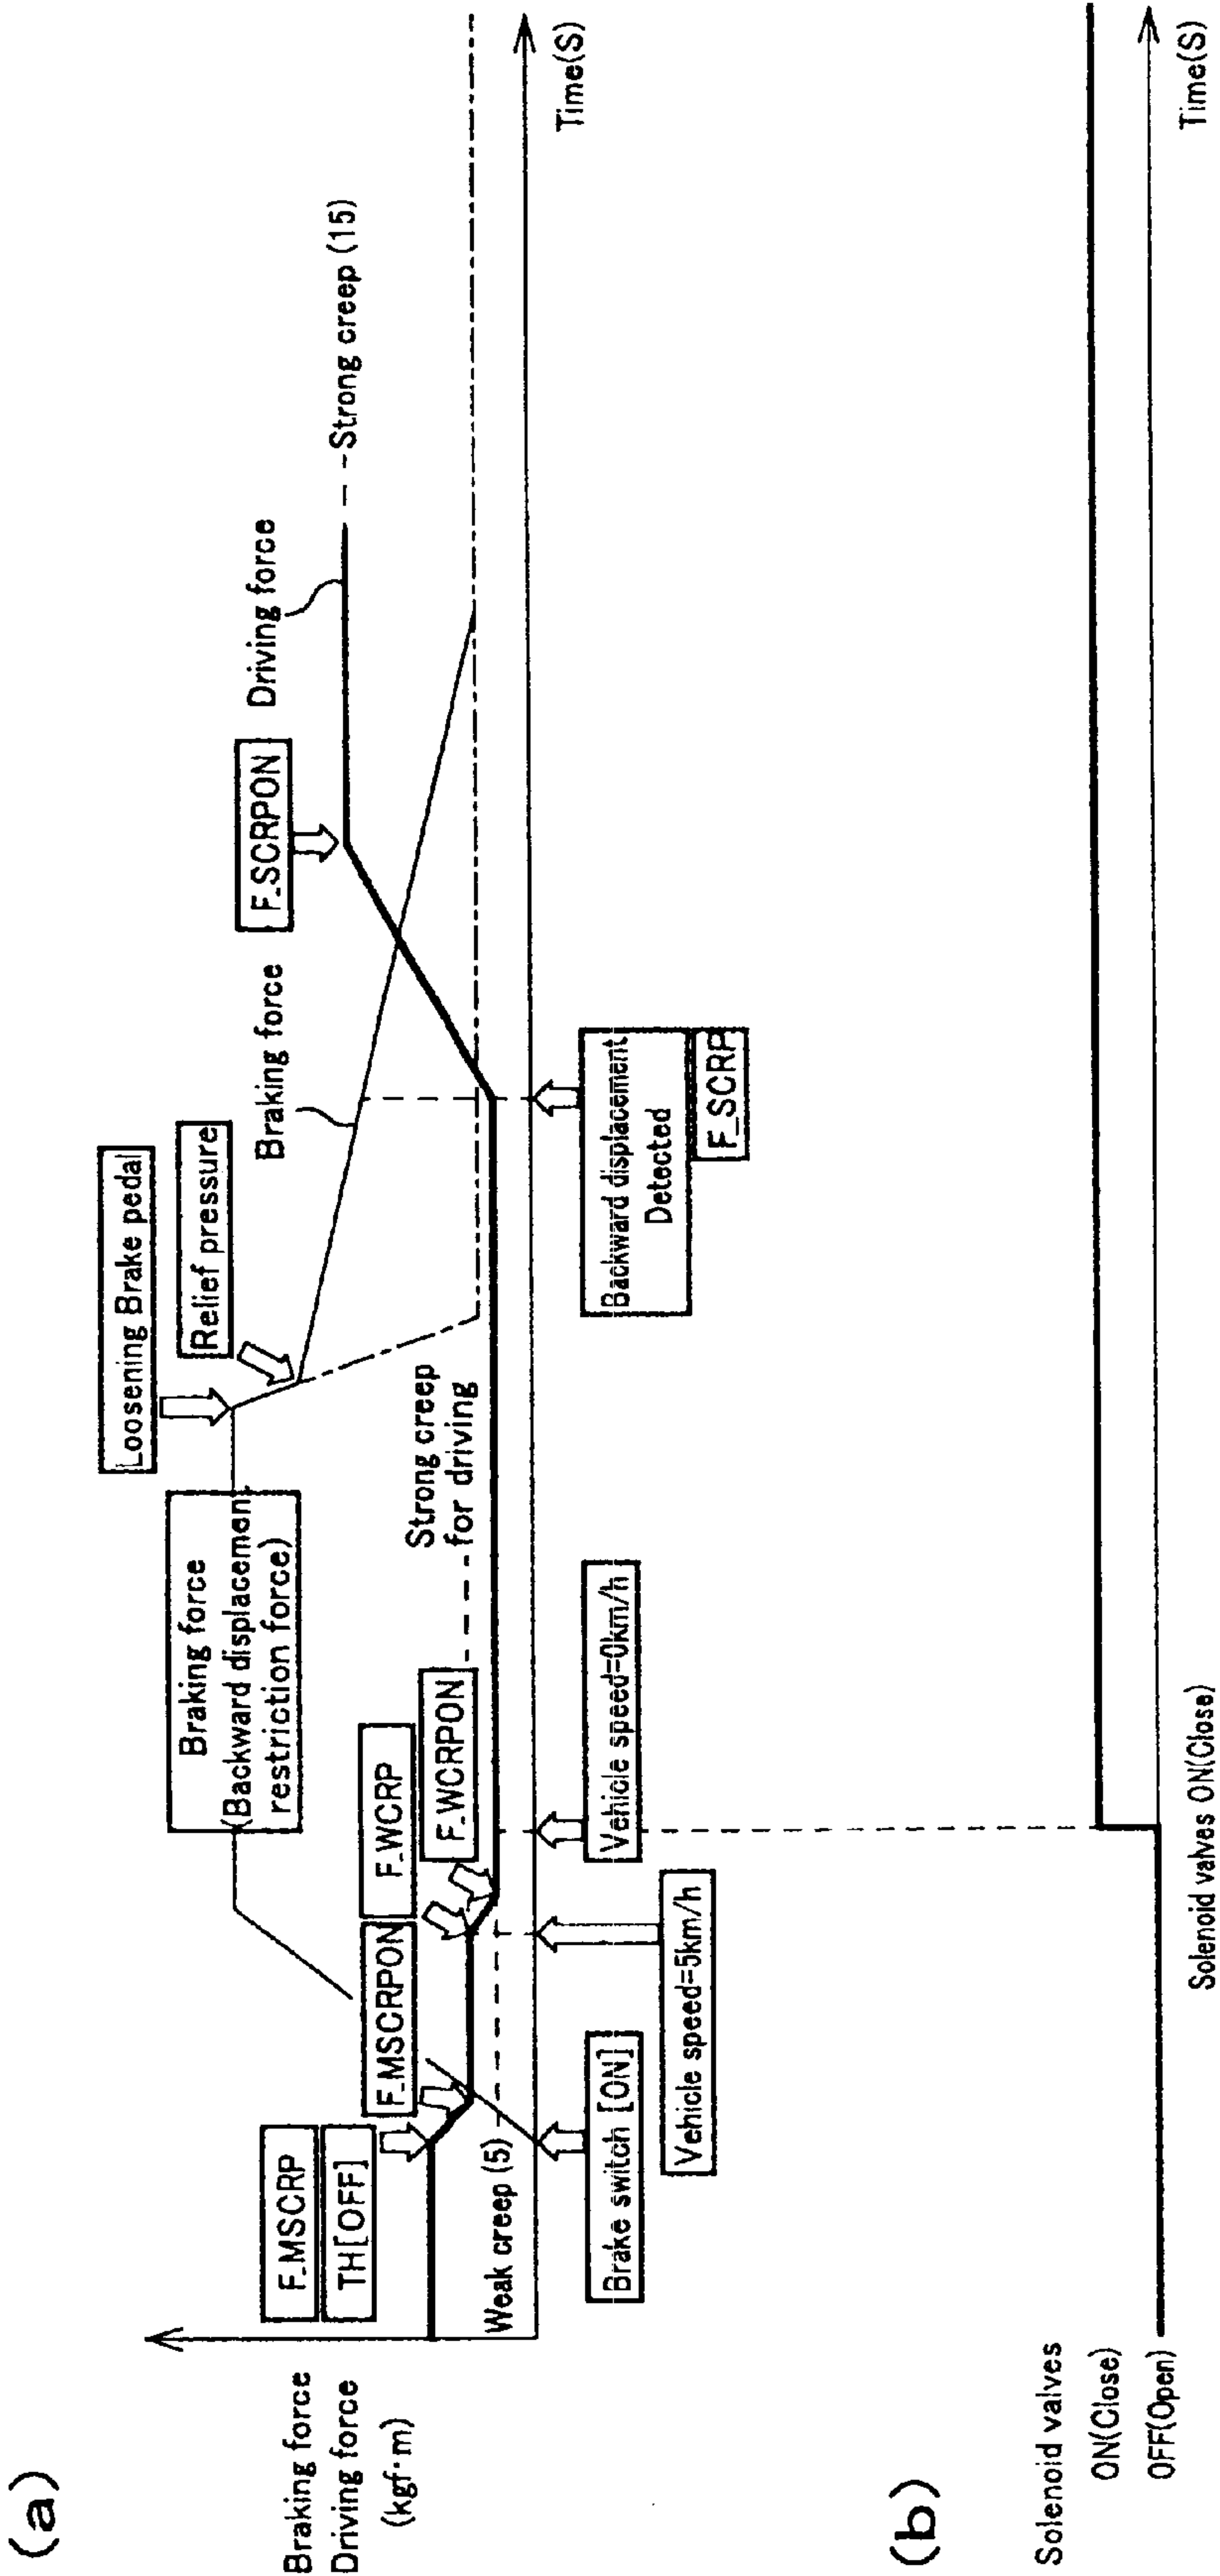 (a)
Braking force
Driving force
(kgf·m)
F_MSCRP
TH[OFF]
F_MSCRPON
F_WCRP
F_WCRPON
Weak creep (5)
Braking force
(Backward displacement
restriction force)
Strong creep
for driving
Loosening Brake pedal
Relief pressure
Braking force
F_SCRPON
Driving force
Strong creep (15)
Time(S)
Brake switch [ON]
Vehicle speed=5km/h
Vehicle speed=0km/h
Backward displacement
Detected
F_SCRP
(b)
Solenoid valves
ON(Close)
OFF(Open)
Solenoid valves ON(Close)
Time(S)